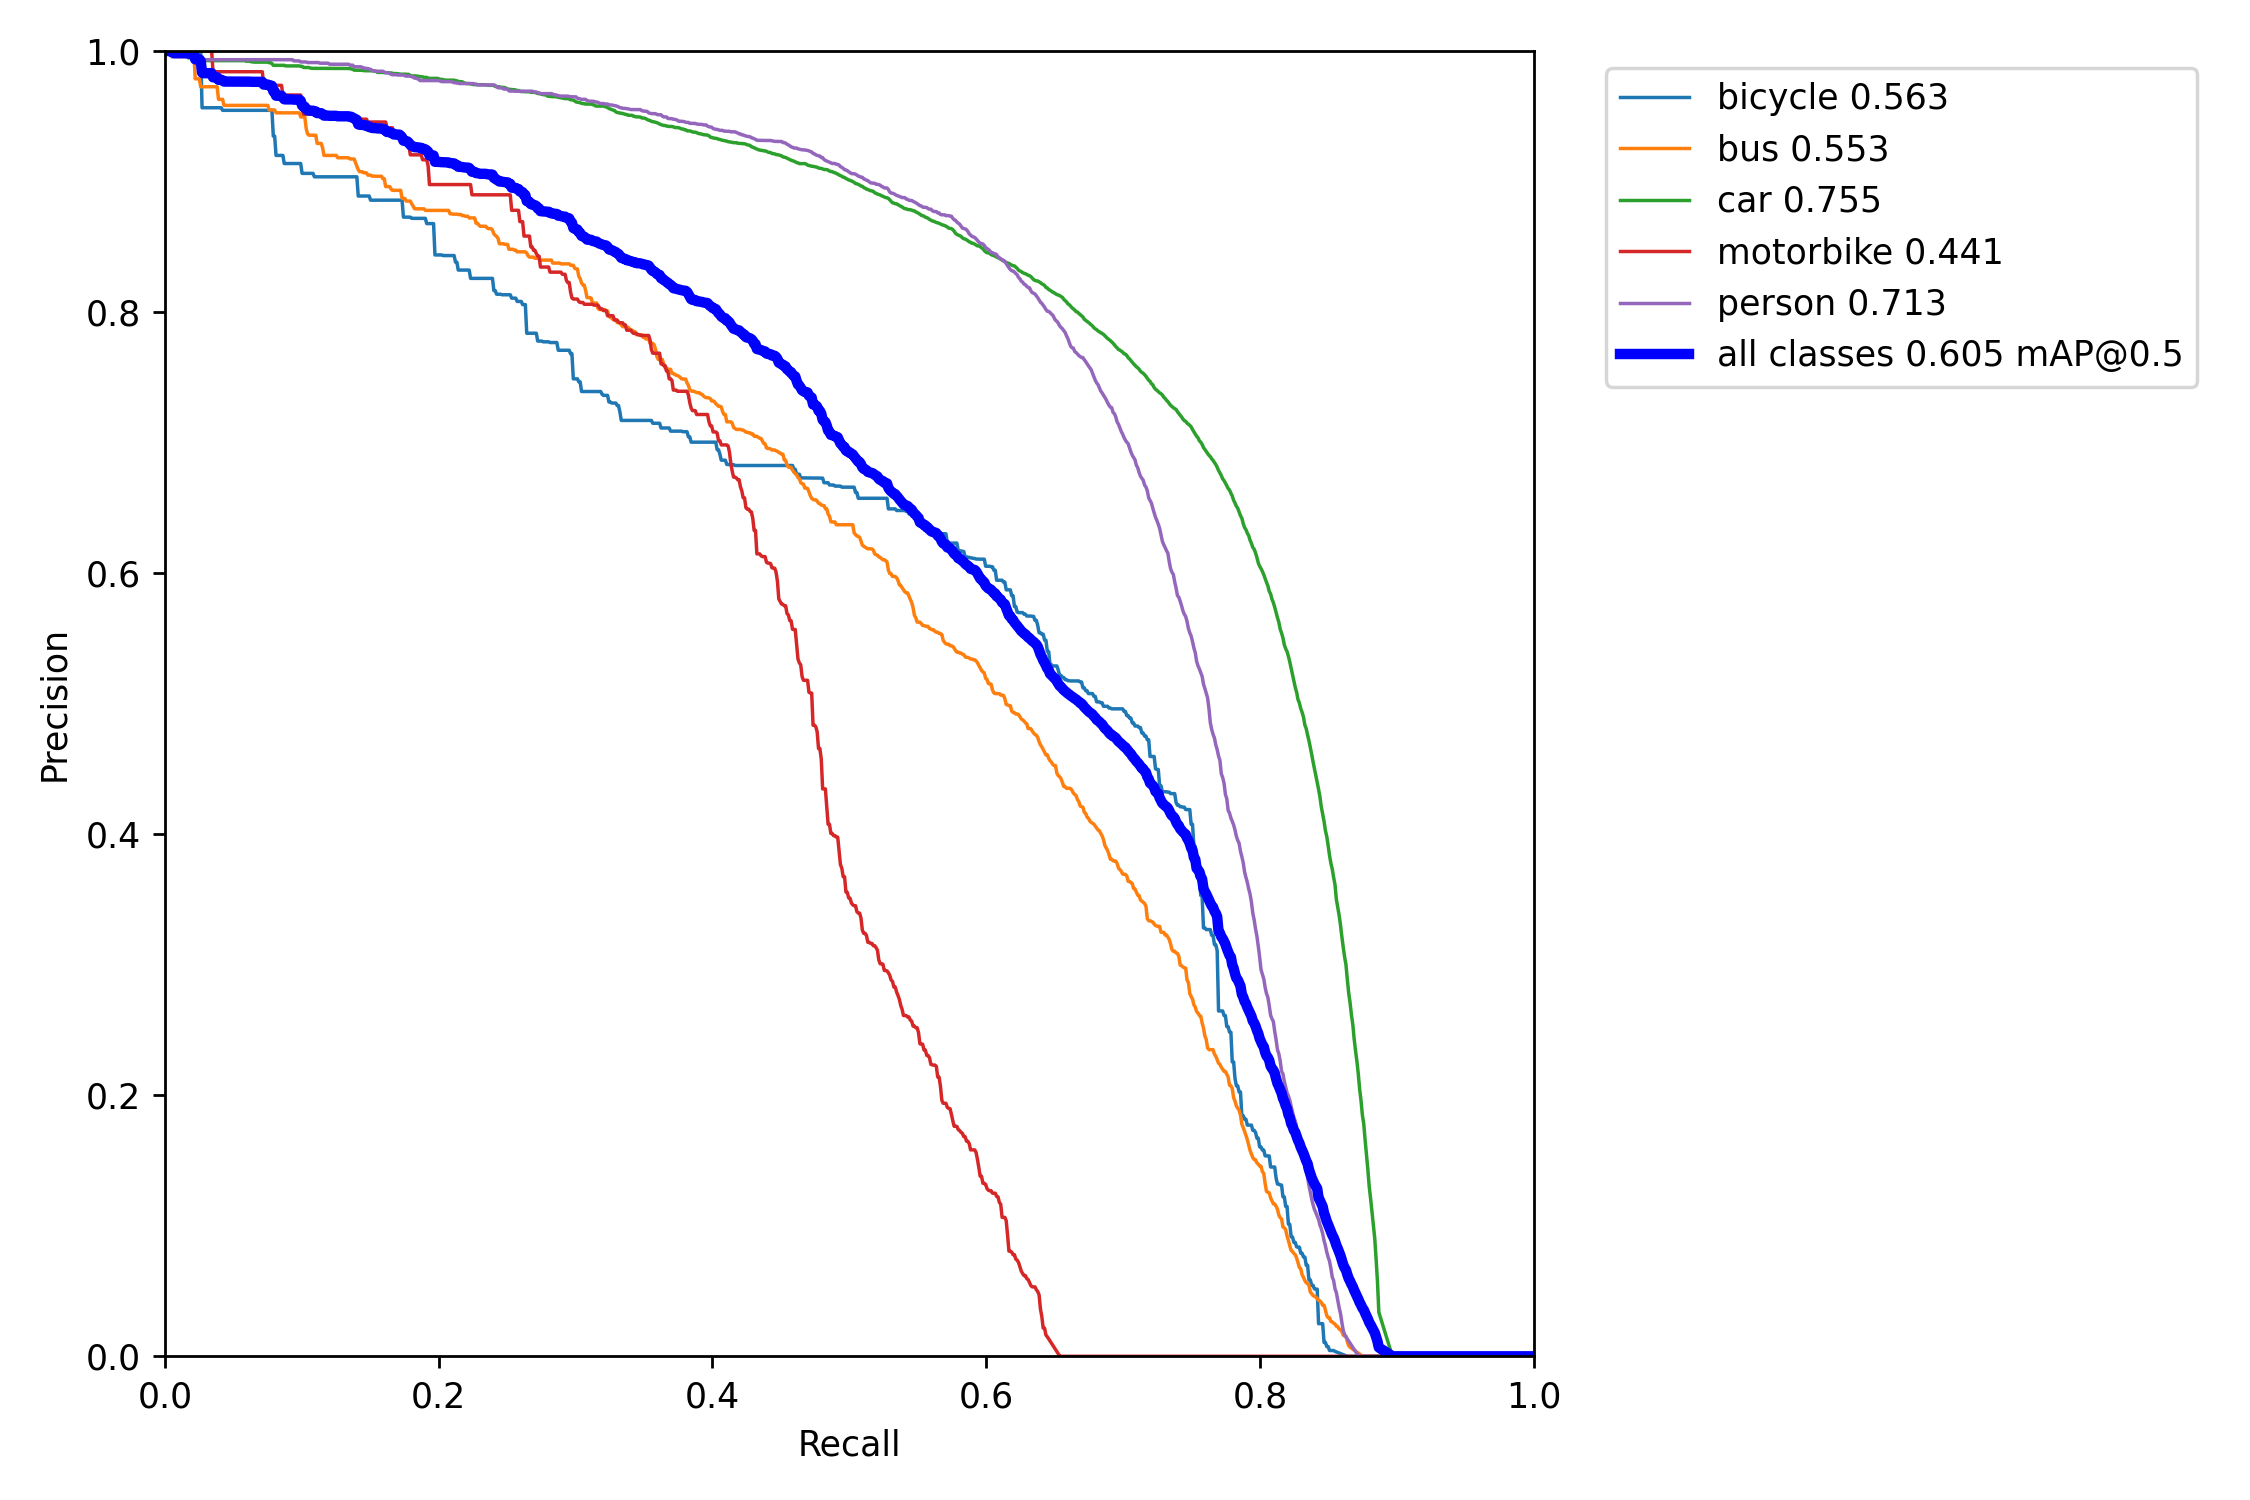 1.0
0.8
0.6
0.4
0.2
0.0
Precision
0.0 0.2 0.4 0.6 0.8 1.0
Recall
bicycle 0.563
bus 0.553
car 0.755
motorbike 0.441
person 0.713
all classes 0.605 mAP@0.5